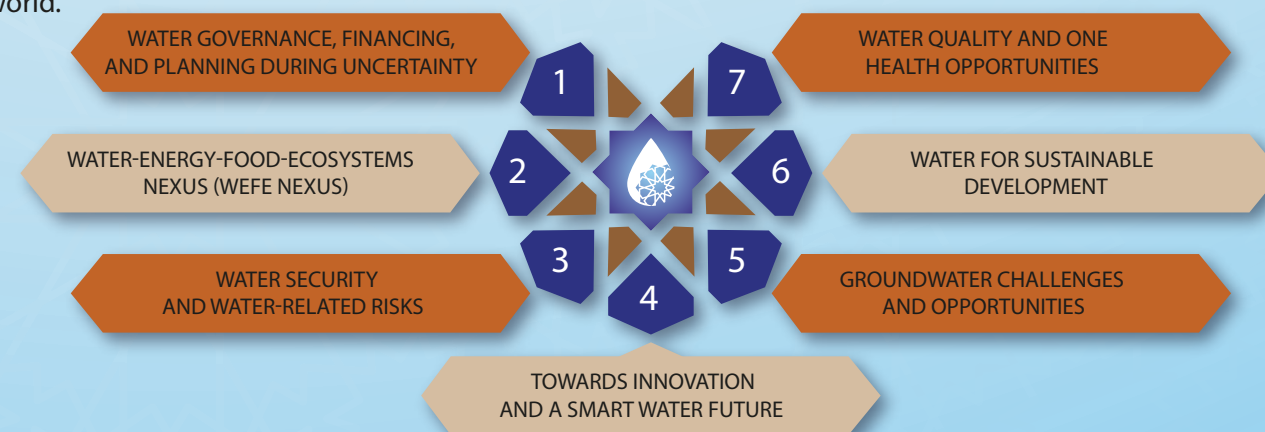 world.
WATER GOVERNANCE, FINANCING,
AND PLANNING DURING UNCERTAINTY
1
WATER-ENERGY-FOOD-ECOSYSTEMS
NEXUS (WEFE NEXUS)
2
WATER SECURITY
AND WATER-RELATED RISKS
3
4
TOWARDS INNOVATION
AND A SMART WATER FUTURE
5
GROUNDWATER CHALLENGES
AND OPPORTUNITIES
6
WATER FOR SUSTAINABLE
DEVELOPMENT
7
WATER QUALITY AND ONE
HEALTH OPPORTUNITIES